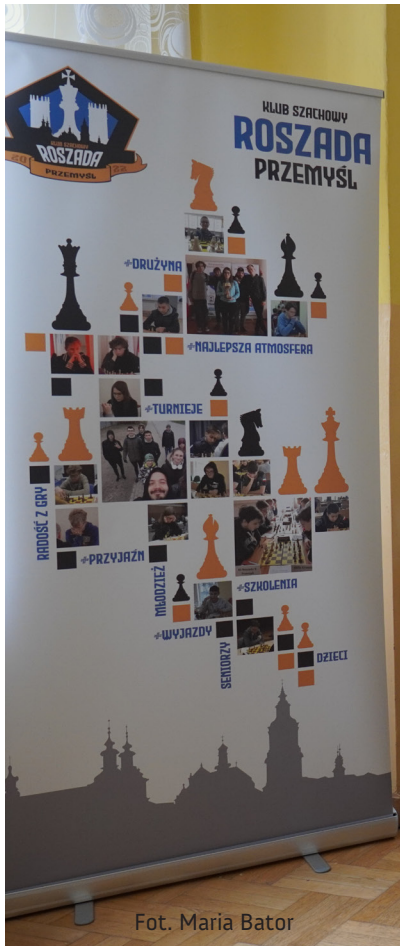 KLUB SZACHOWY
ROSZADA
PRZEMYŚL
KLUB SZACHOWY
ROSZADA
PRZEMYŚL
+DRUŻYNA
+NAJLEPSZA ATMOSFERA
+TURNIEJE
RADOŚĆ Z GRY
+PRZYJAŹŃ
MŁODZIEŻ
+SZKOLENIA
+WYJAZDY
SENIORZY
DZIECI
Fot. Maria Bator